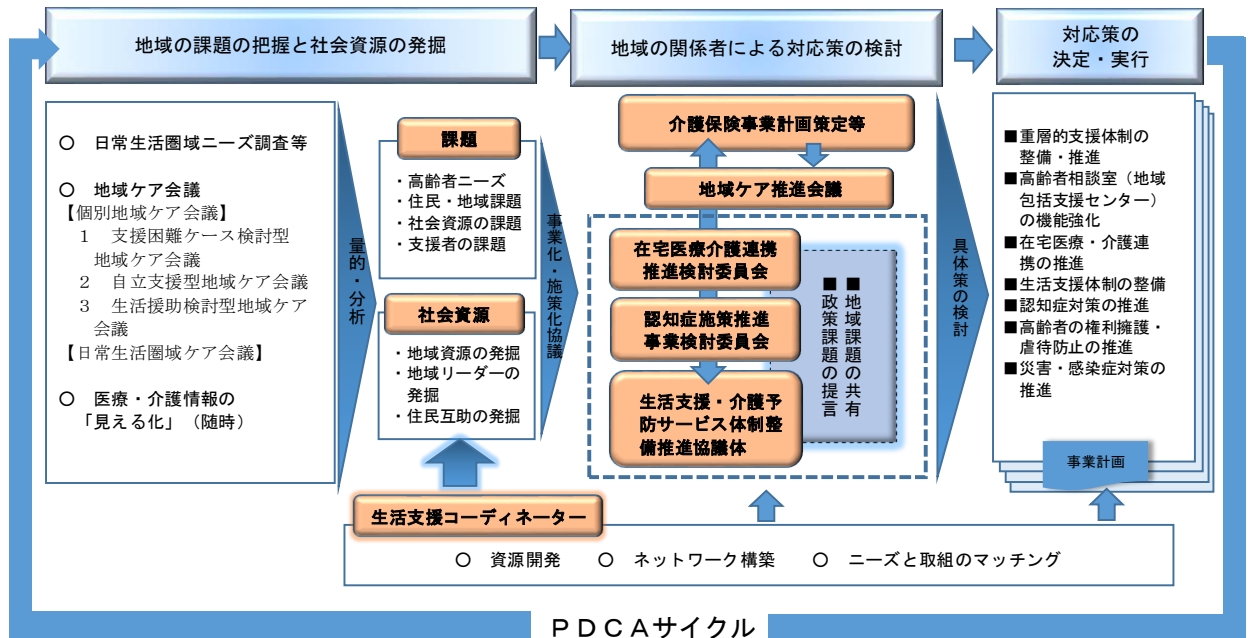 地域の課題の把握と社会資源の発掘
地域の関係者による対応策の検討
対応策の
決定・実行
○ 日常生活圏域ニーズ調査等
○ 地域ケア会議
【個別地域ケア会議】
1 支援困難ケース検討型
地域ケア会議
2 自立支援型地域ケア会議
3 生活援助検討型地域ケア
会議
【日常生活圏域ケア会議】
○ 医療・介護情報の
「見える化」（随時）
量的・分析
課題
・高齢者ニーズ
・住民・地域課題
・社会資源の課題
・支援者の課題
社会資源
・地域資源の発掘
・地域リーダーの
発掘
・住民互助の発掘
事業化・施策化協議
介護保険事業計画策定等
地域ケア推進会議
在宅医療介護連携
推進検討委員会
認知症施策推進
事業検討委員会
生活支援・介護予
防サービス体制整
備推進協議体
■地域課題の共有
■政策課題の提言
具体策の検討
■重層的支援体制の
整備・推進
■高齢者相談室（地域
包括支援センター）
の機能強化
■在宅医療・介護連
携の推進
■生活支援体制の整備
■認知症対策の推進
■高齢者の権利擁護・
虐待防止の推進
■災害・感染症対策の
推進
事業計画
生活支援コーディネーター
○ 資源開発 ○ ネットワーク構築 ○ ニーズと取組のマッチング
ＰＤＣＡサイクル